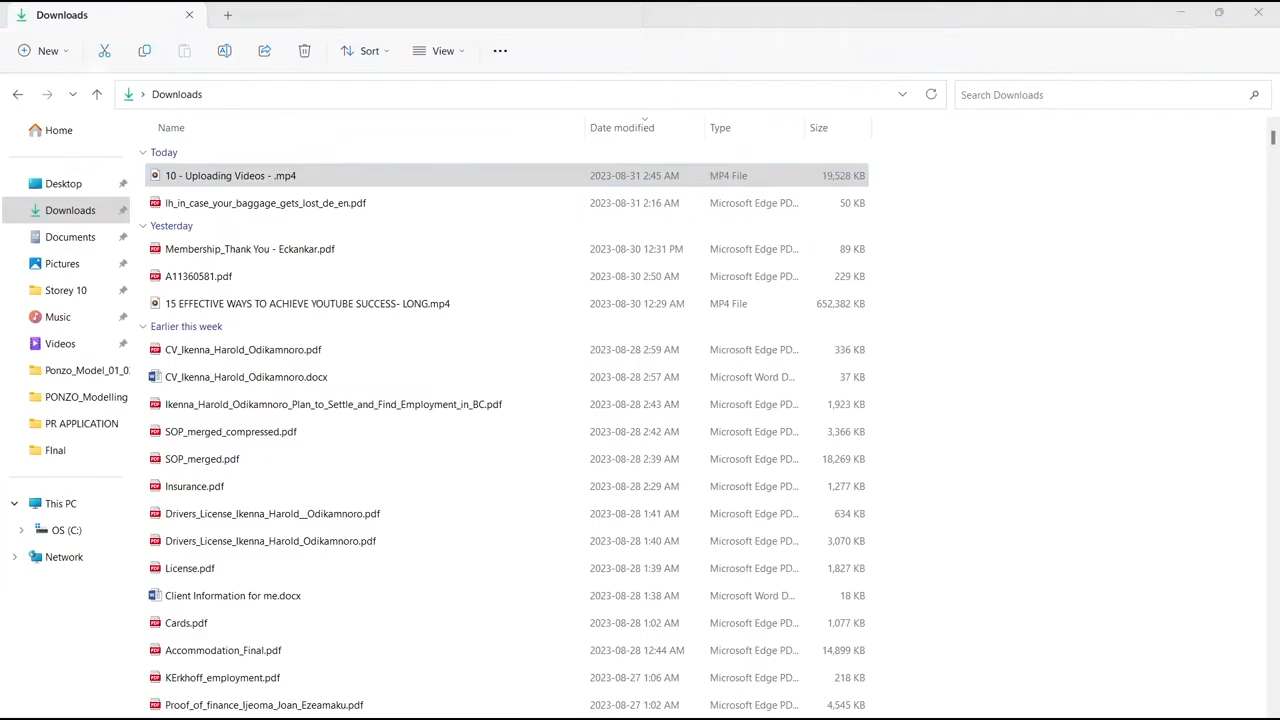 Downloads
New Sort View
Downloads Search Downloads
Home
Desktop
Downloads
Documents
Pictures
Storey 10
Music
Videos
Ponzo_Model_01_0
PONZO_Modelling
PR APPLICATION
FInal
This PC
OS (C:)
Network
Name Date modified Type Size
Today
10 - Uploading Videos - .mp4 2023-08-31 2:45 AM MP4 File 19,528 KB
lh_in_case_your_baggage_gets_lost_de_en.pdf 2023-08-31 2:16 AM Microsoft Edge PD... 50 KB
Yesterday
Membership_Thank You - Eckankar.pdf 2023-08-30 12:31 PM Microsoft Edge PD... 89 KB
A11360581.pdf 2023-08-30 2:50 AM Microsoft Edge PD... 229 KB
15 EFFECTIVE WAYS TO ACHIEVE YOUTUBE SUCCESS- LONG.mp4 2023-08-30 12:29 AM MP4 File 652,382 KB
Earlier this week
CV_Ikenna_Harold_Odikamnoro.pdf 2023-08-28 2:59 AM Microsoft Edge PD... 336 KB
CV_Ikenna_Harold_Odikamnoro.docx 2023-08-28 2:57 AM Microsoft Word D... 37 KB
Ikenna_Harold_Odikamnoro_Plan_to_Settle_and_Find_Employment_in_BC.pdf 2023-08-28 2:43 AM Microsoft Edge PD... 1,923 KB
SOP_merged_compressed.pdf 2023-08-28 2:42 AM Microsoft Edge PD... 3,366 KB
SOP_merged.pdf 2023-08-28 2:39 AM Microsoft Edge PD... 18,269 KB
Insurance.pdf 2023-08-28 2:29 AM Microsoft Edge PD... 1,277 KB
Drivers_License_Ikenna_Harold__Odikamnoro.pdf 2023-08-28 1:41 AM Microsoft Edge PD... 634 KB
Drivers_License_Ikenna_Harold_Odikamnoro.pdf 2023-08-28 1:40 AM Microsoft Edge PD... 3,070 KB
License.pdf 2023-08-28 1:39 AM Microsoft Edge PD... 1,827 KB
Client Information for me.docx 2023-08-28 1:38 AM Microsoft Word D... 18 KB
Cards.pdf 2023-08-28 1:02 AM Microsoft Edge PD... 1,077 KB
Accommodation_Final.pdf 2023-08-28 12:44 AM Microsoft Edge PD... 14,899 KB
KErkhoff_employment.pdf 2023-08-27 1:06 AM Microsoft Edge PD... 218 KB
Proof_of_finance_Ijeoma_Joan_Ezeamaku.pdf 2023-08-27 1:02 AM Microsoft Edge PD... 4,545 KB